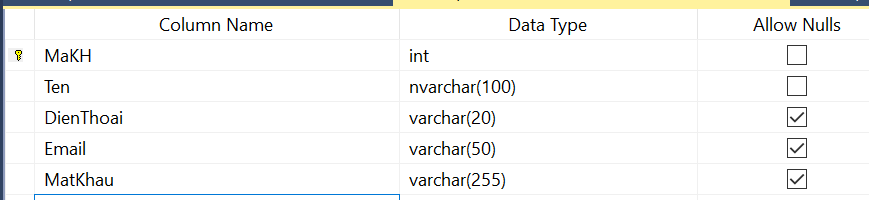 Column Name Data Type Allow Nulls
MaKH int
Ten nvarchar(100)
DienThoai varchar(20)
Email varchar(50)
MatKhau varchar(255)